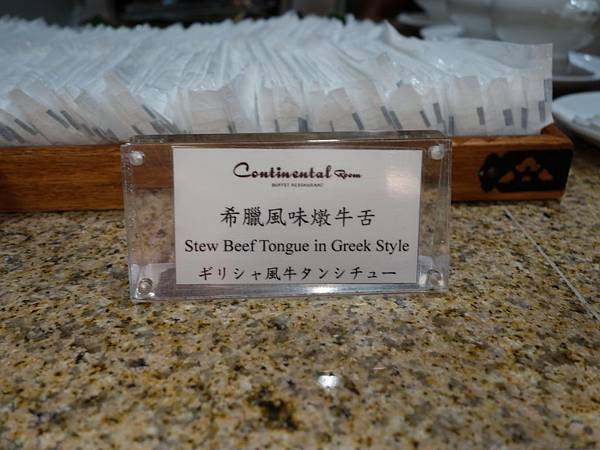 Continental Room
BUFFET RESTAURANT
希臘風味燉牛舌
Stew Beef Tongue in Greek Style
ギリシャ風牛タンシチュー